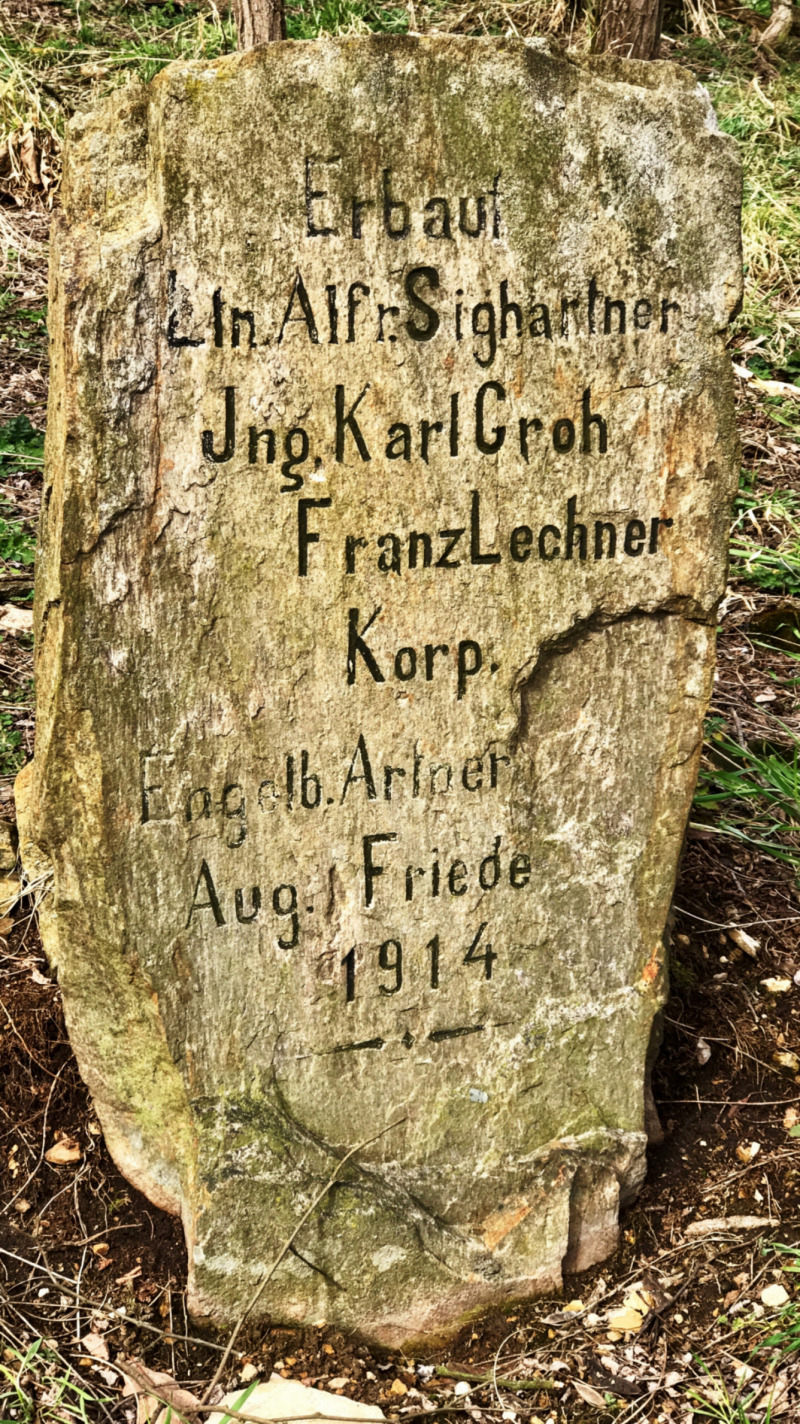 Erbaut
Ltn. Alfr. Sighartner
Jng. Karl Groh
Franz Lechner
Korp.
Engelb. Artner
Aug. Friede
1914